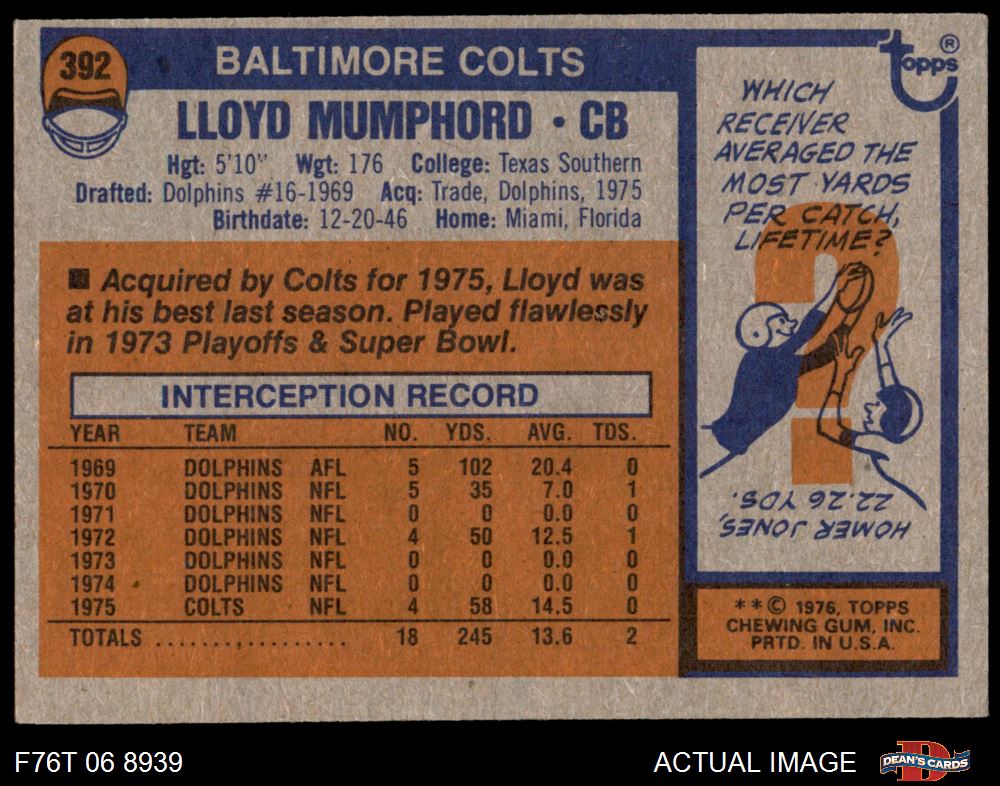 392
BALTIMORE COLTS
LLOYD MUMPHORD • CB
Hgt: 5'10" Wgt: 176 College: Texas Southern
Drafted: Dolphins #16-1969 Acq: Trade, Dolphins, 1975
Birthdate: 12-20-46 Home: Miami, Florida
■ Acquired by Colts for 1975, Lloyd was
at his best last season. Played flawlessly
in 1973 Playoffs & Super Bowl.
INTERCEPTION RECORD
YEAR TEAM NO. YDS. AVG. TDS.
1969 DOLPHINS AFL 5 102 20.4 0
1970 DOLPHINS NFL 5 35 7.0 1
1971 DOLPHINS NFL 0 0 0.0 0
1972 DOLPHINS NFL 4 50 12.5 1
1973 DOLPHINS NFL 0 0 0.0 0
1974 DOLPHINS NFL 0 0 0.0 0
1975 COLTS NFL 4 58 14.5 0
TOTALS .................. 18 245 13.6 2
topps ®
WHICH
RECEIVER
AVERAGED THE
MOST YARDS
PER CATCH,
LIFETIME?
?
HOMER JONES,
22.26 YDS.
**© 1976, TOPPS
CHEWING GUM, INC.
PRTD. IN U.S.A.
F76T 06 8939
ACTUAL IMAGE
D
DEAN'S CARDS